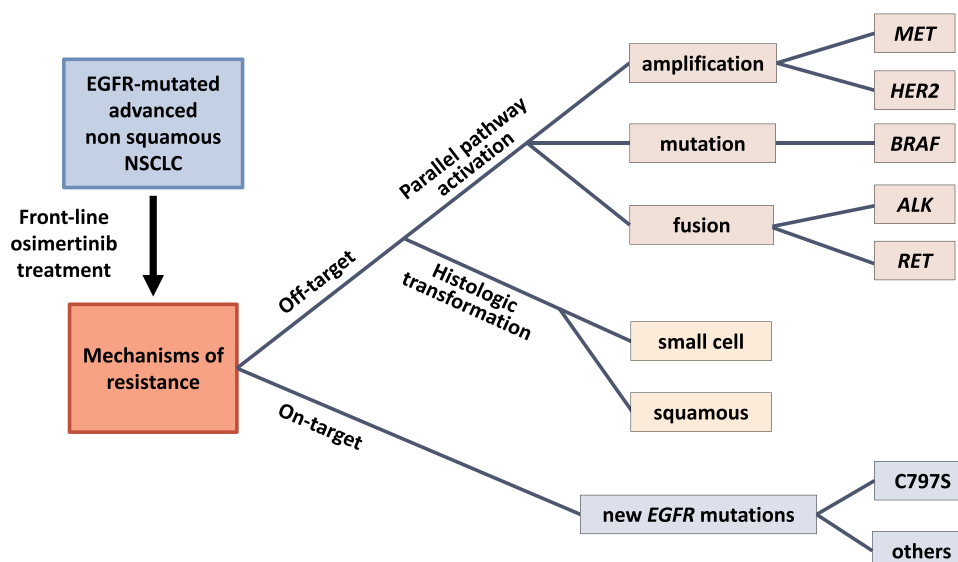 EGFR-mutated
advanced
non squamous
NSCLC
Front-line
osimertinib
treatment
Mechanisms of
resistance
Off-target
Parallel pathway
activation
amplification
MET
HER2
mutation
BRAF
fusion
ALK
RET
Histologic
transformation
small cell
squamous
On-target
new EGFR mutations
C797S
others